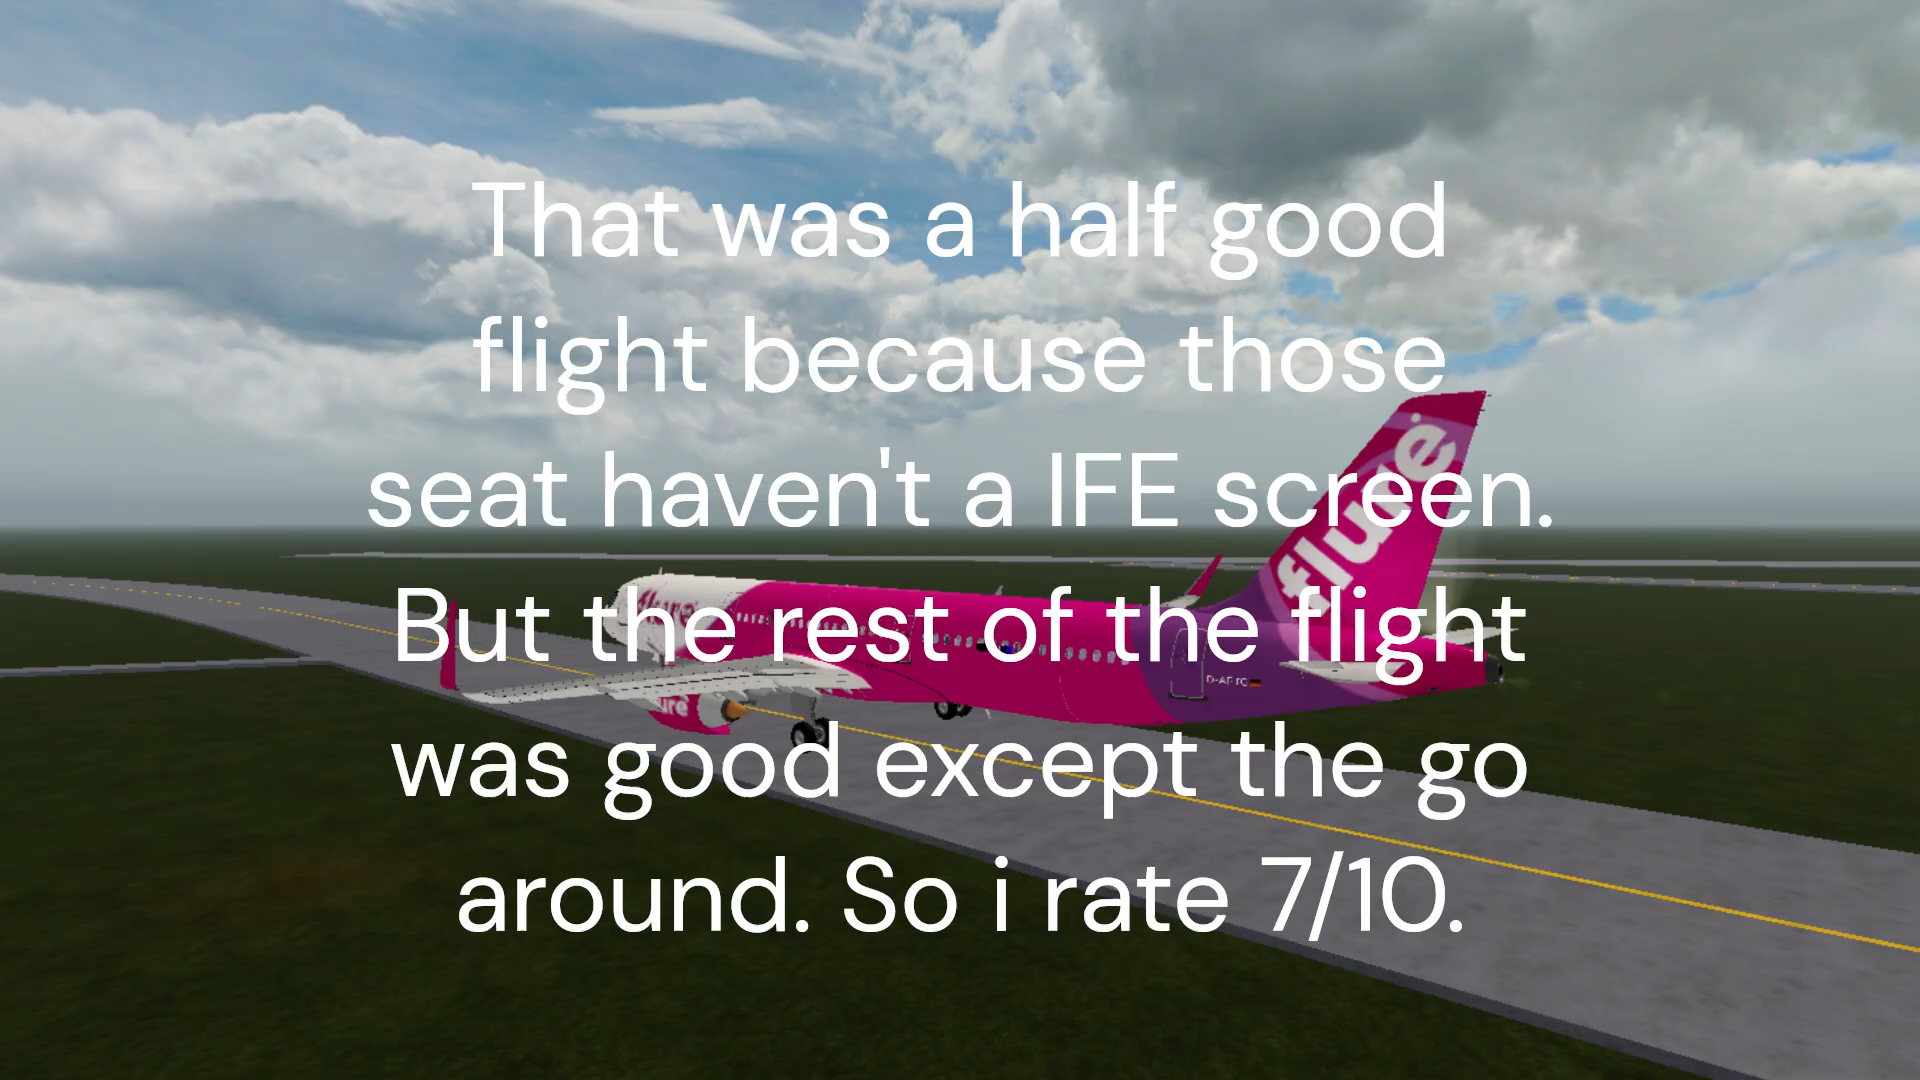 That was a half good
flight because those
seat haven't a IFE screen.
But the rest of the flight
was good except the go
around. So i rate 7/10.
flure